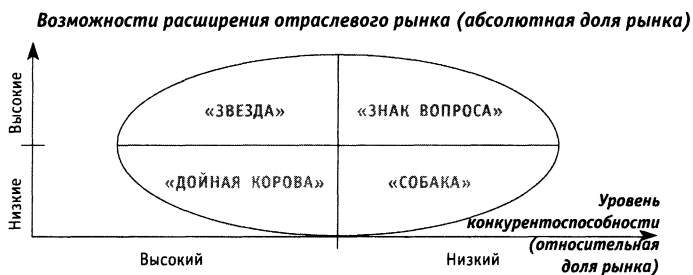 Возможности расширения отраслевого рынка (абсолютная доля рынка)
Высокие
«ЗВЕЗДА»
«ЗНАК ВОПРОСА»
Низкие
«ДОЙНАЯ КОРОВА»
«СОБАКА»
Уровень
конкурентоспособности
(относительная
доля рынка)
Высокий
Низкий